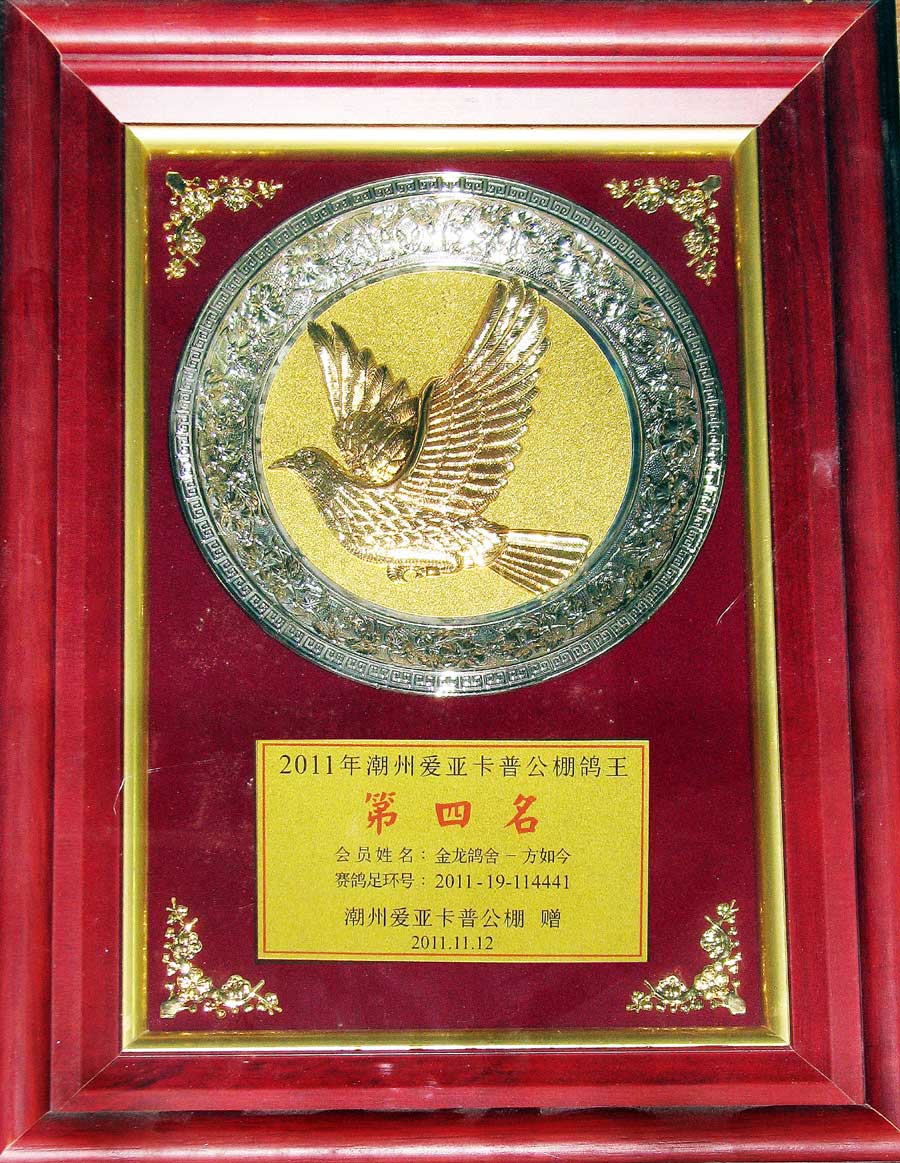 2011年潮州爱亚卡普公棚鸽王
第四名
会员姓名：金龙鸽舍－方如今
赛鸽足环号：2011-19-114441
潮州爱亚卡普公棚 赠
2011.11.12